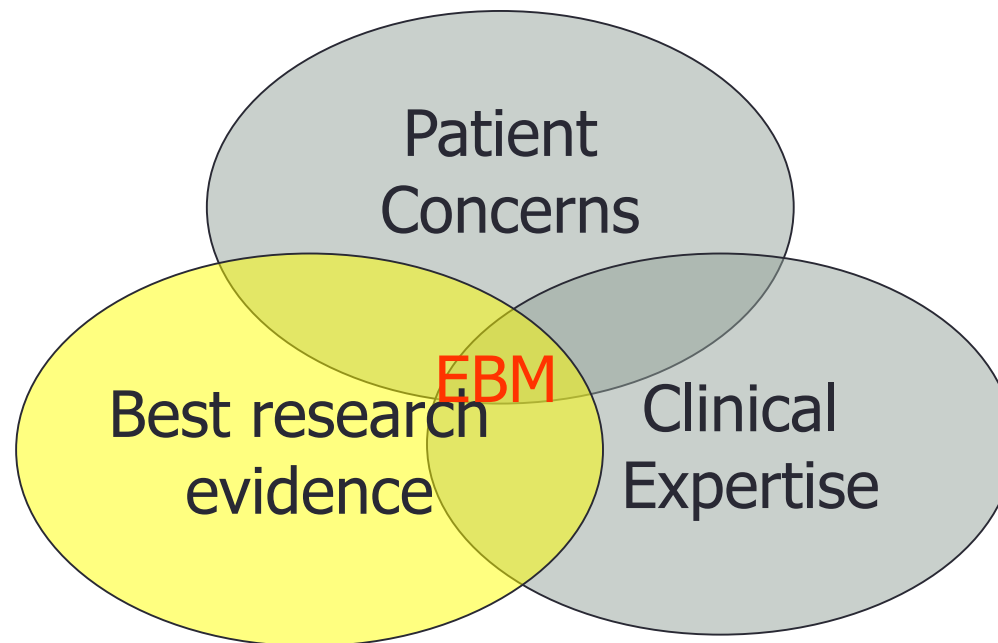 Patient
Concerns
EBM
Best research
evidence
Clinical
Expertise